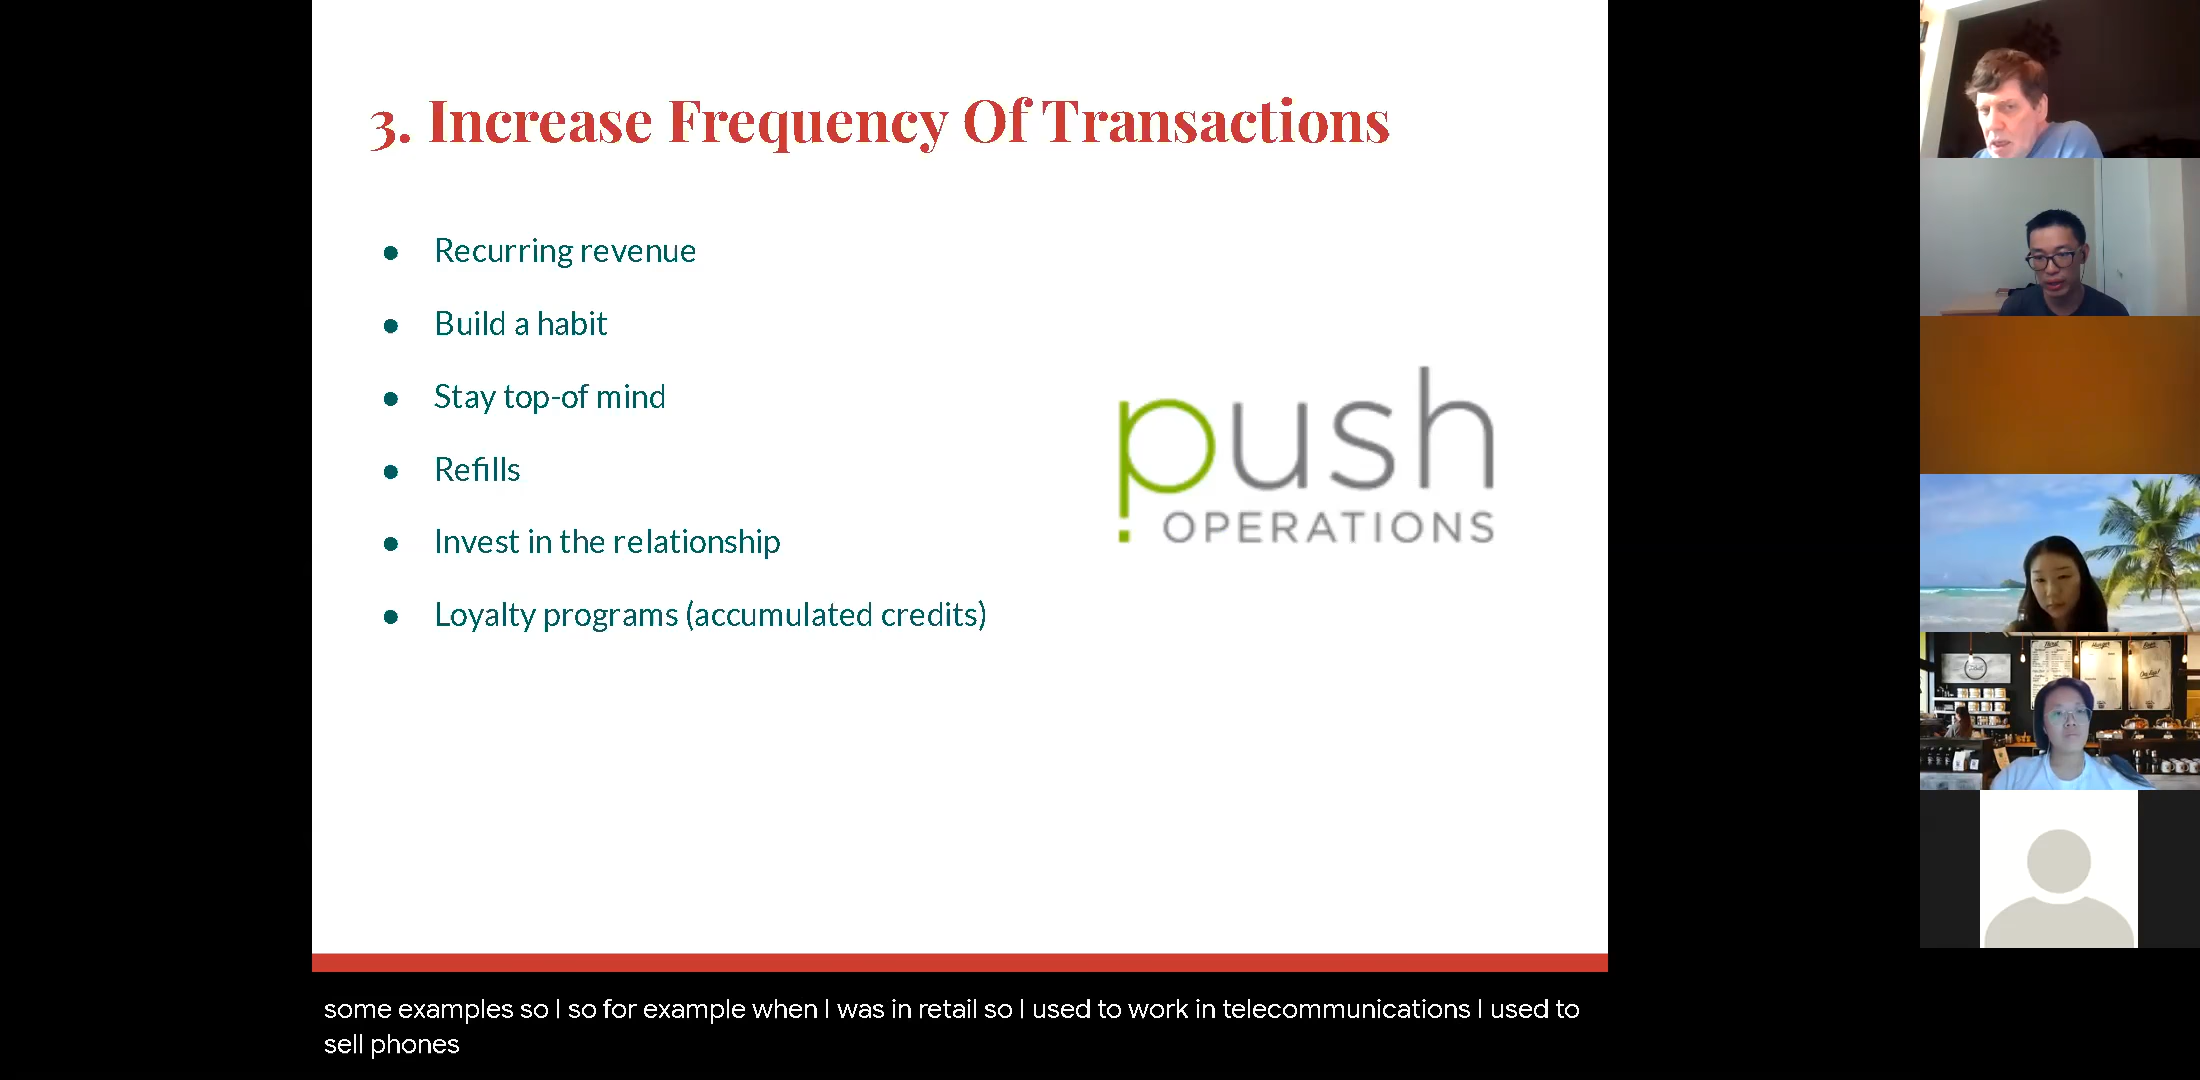 3. Increase Frequency Of Transactions
● Recurring revenue
● Build a habit
● Stay top-of mind
● Refills
● Invest in the relationship
● Loyalty programs (accumulated credits)
push
OPERATIONS
some examples so I so for example when I was in retail so I used to work in telecommunications I used to
sell phones